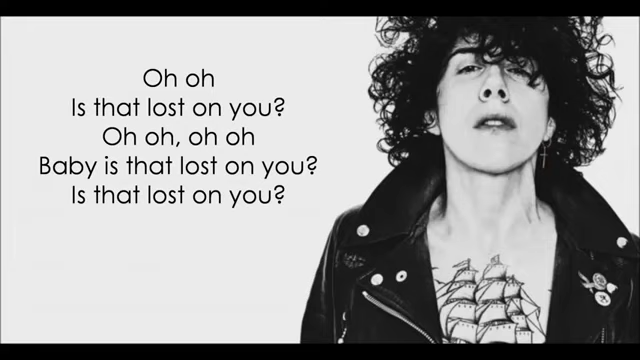 Oh oh
Is that lost on you?
Oh oh, oh oh
Baby is that lost on you?
Is that lost on you?